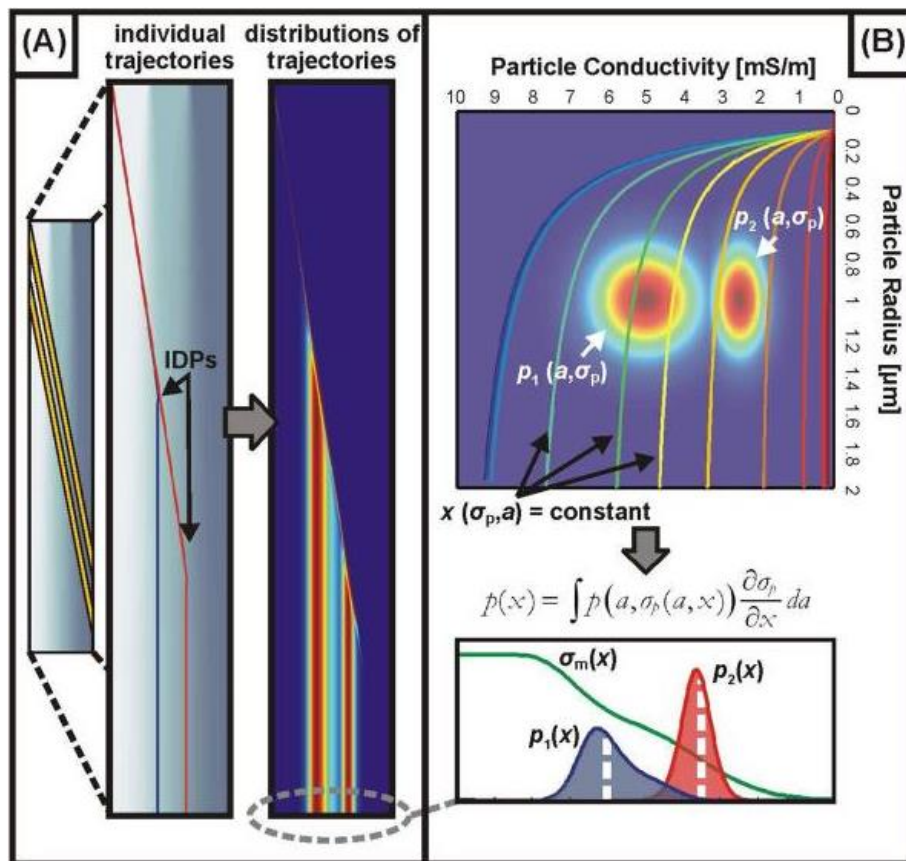 (A)
individual
trajectories
distributions of
trajectories
IDPs
(B)
Particle Conductivity [mS/m]
10 9 8 7 6 5 4 3 2 1 0
0
0.2
0.4
0.6
0.8
1
1.2
1.4
1.6
1.8
2
Particle Radius [µm]
p₂ (a,σₚ)
p₁ (a,σₚ)
x (σₚ,a) = constant
p(x) = ∫ p(a, σₚ(a, x)) ∂σₚ/∂x da
σₘ(x)
p₂(x)
p₁(x)